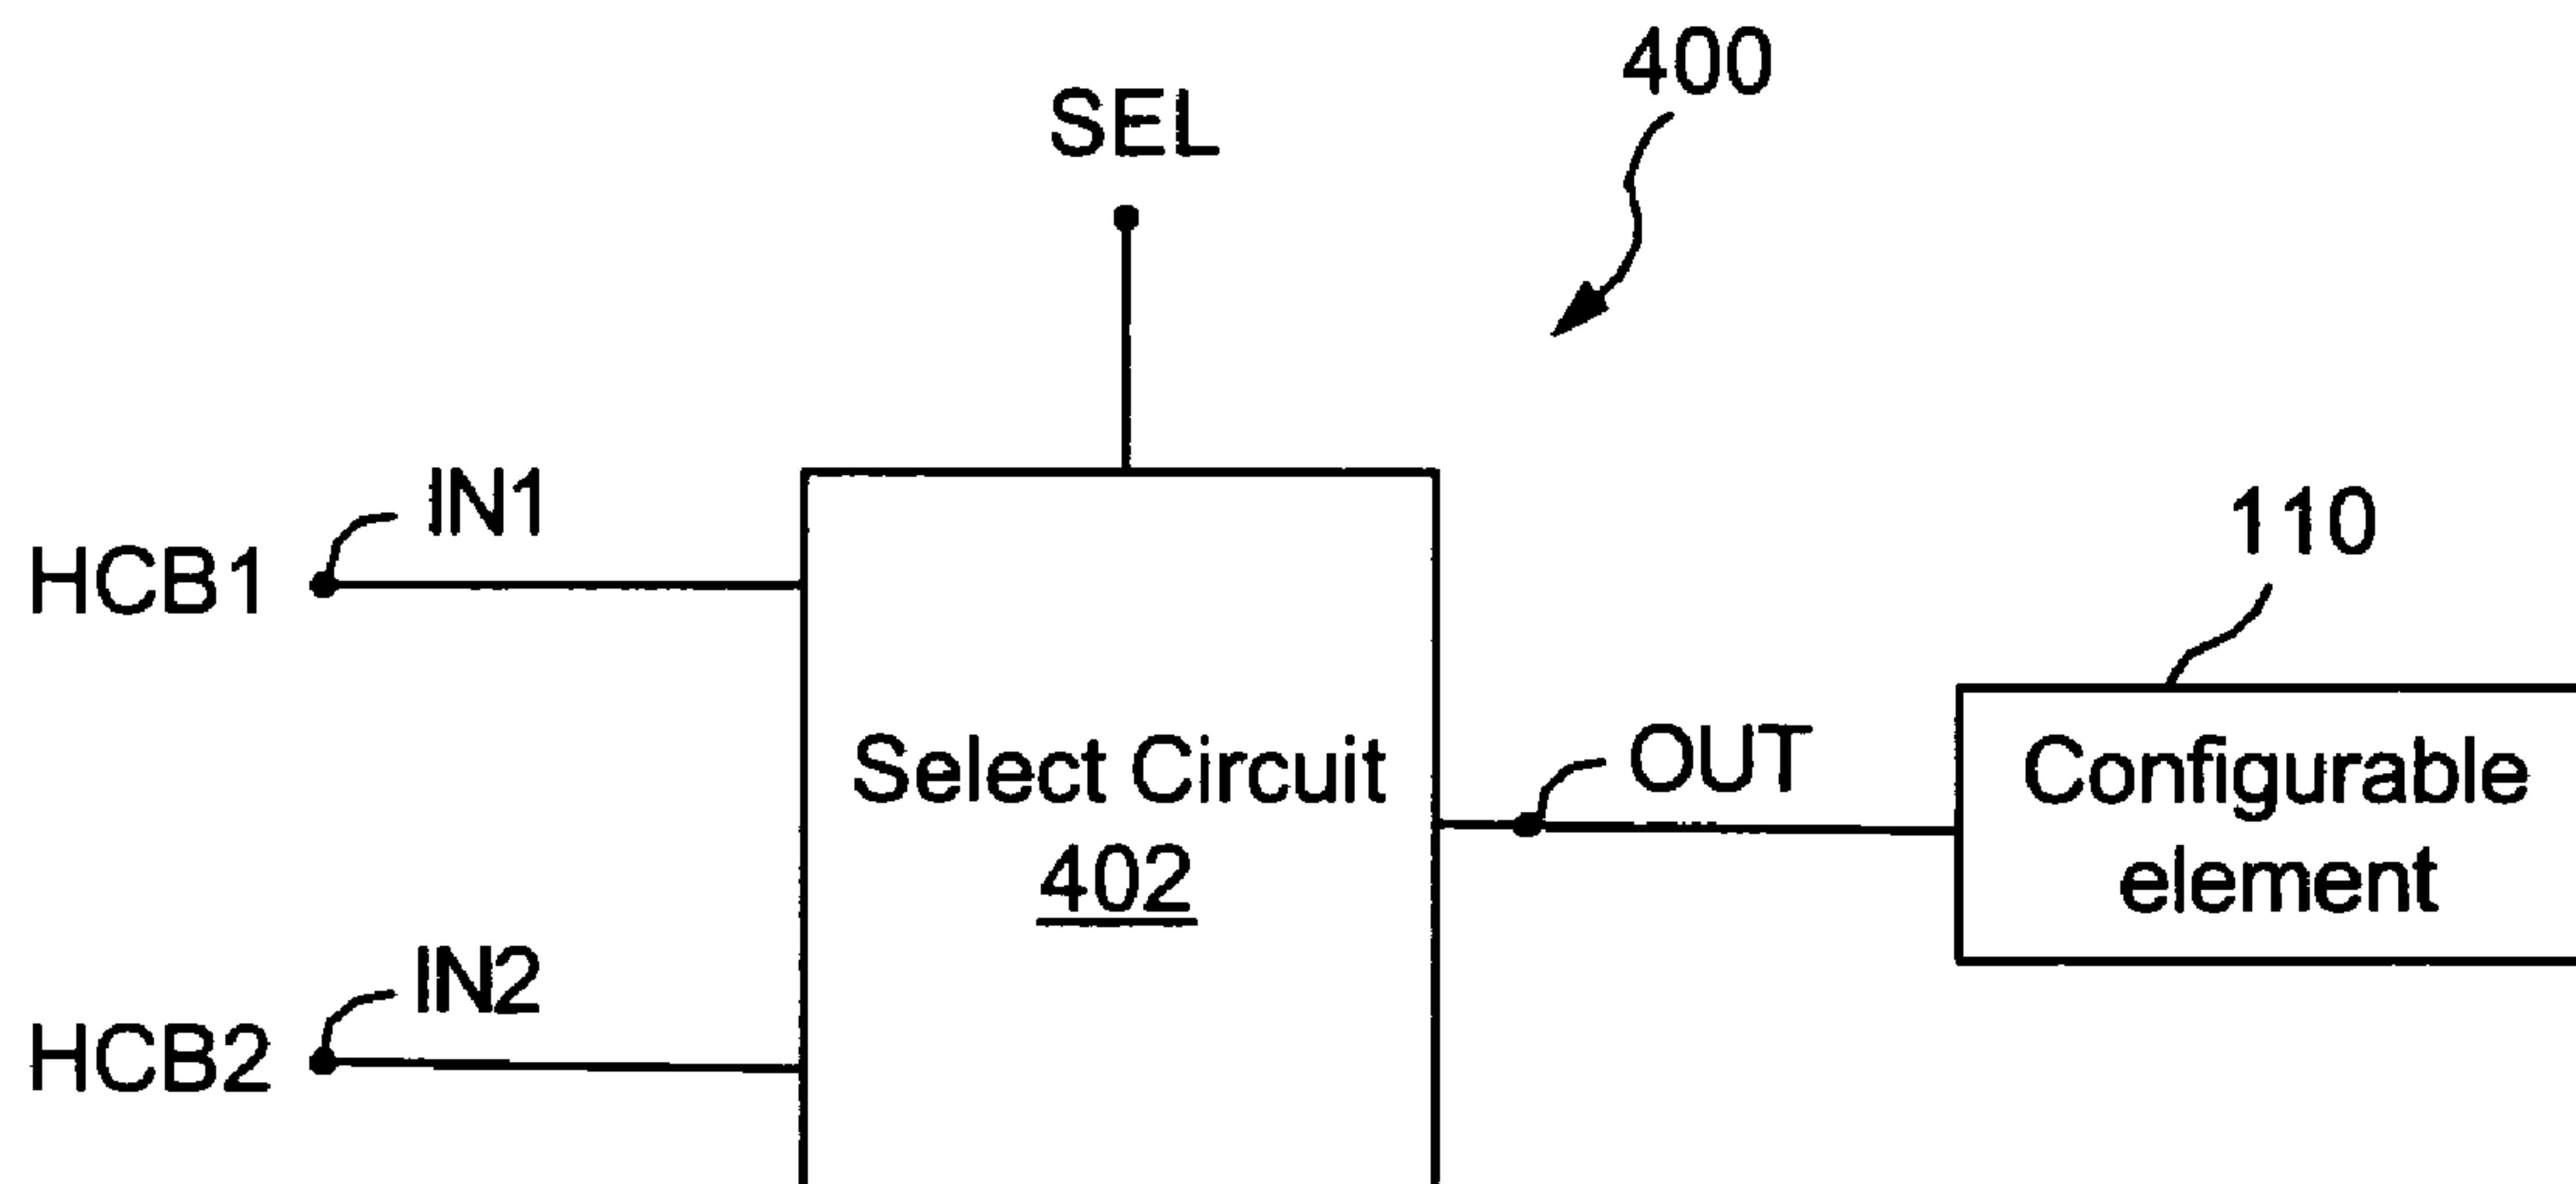 400
SEL
IN1
HCB1
110
Select Circuit
402
OUT
Configurable
element
IN2
HCB2